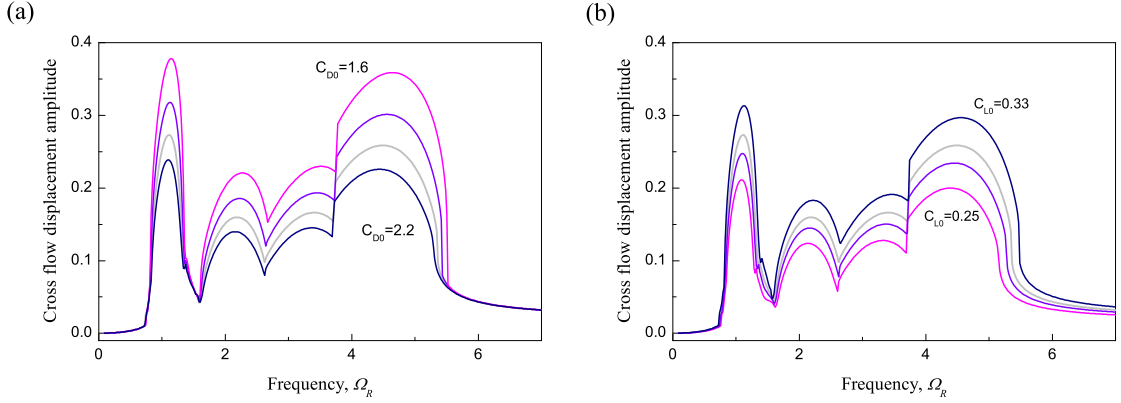 (a)
Cross flow displacement amplitude
0.4
0.3
0.2
0.1
0.0
C_D0=1.6
C_D0=2.2
0 2 4 6
Frequency, Ω_R
(b)
Cross flow displacement amplitude
0.4
0.3
0.2
0.1
0.0
C_L0=0.33
C_L0=0.25
0 2 4 6
Frequency, Ω_R